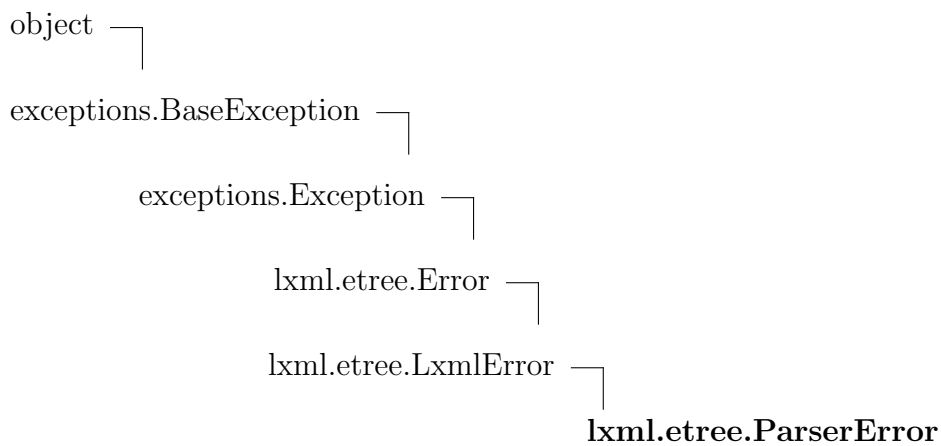 object
exceptions.BaseException
exceptions.Exception
lxml.etree.Error
lxml.etree.LxmlError
lxml.etree.ParserError